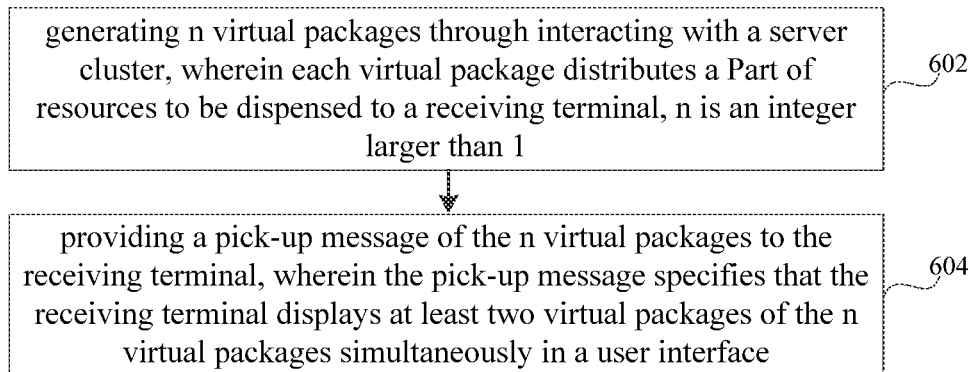 generating n virtual packages through interacting with a server
cluster, wherein each virtual package distributes a Part of
resources to be dispensed to a receiving terminal, n is an integer
larger than 1
602
providing a pick-up message of the n virtual packages to the
receiving terminal, wherein the pick-up message specifies that the
receiving terminal displays at least two virtual packages of the n
virtual packages simultaneously in a user interface
604